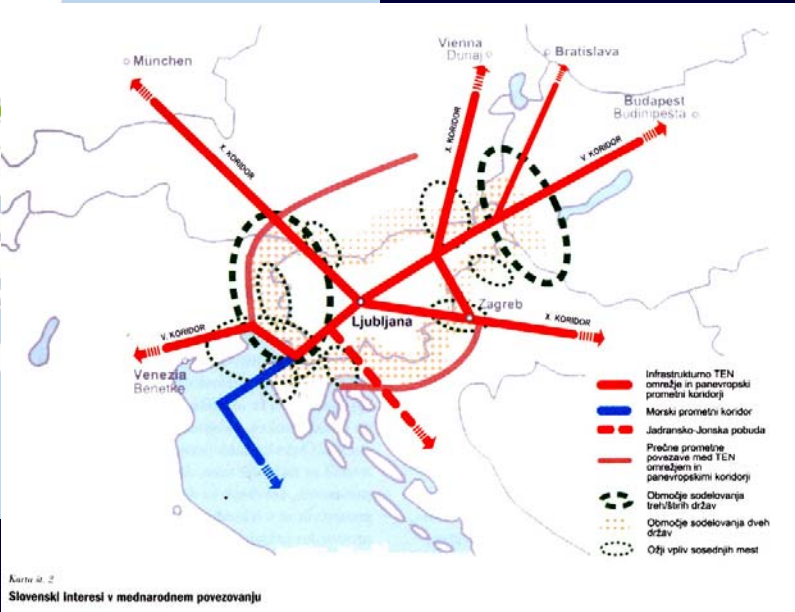 München
Vienna
Dunaj
Bratislava
Budapest
Budimpešta
X. KORIDOR
X. KORIDOR
V. KORIDOR
Ljubljana
Zagreb
V. KORIDOR
X. KORIDOR
Venezia
Benetke
Infrastrukturno TEN
omrežje in panevropski
prometni koridorji
Morski prometni koridor
Jadransko-Jonska pobuda
Prečne prometne
povezave med TEN
omrežjem in
panevropskimi koridorji
Območje sodelovanja
treh/štirih držav
Območje sodelovanja dveh
držav
Ožji vpliv sosednjih mest
Karta št. 2
Slovenski interesi v mednarodnem povezovanju